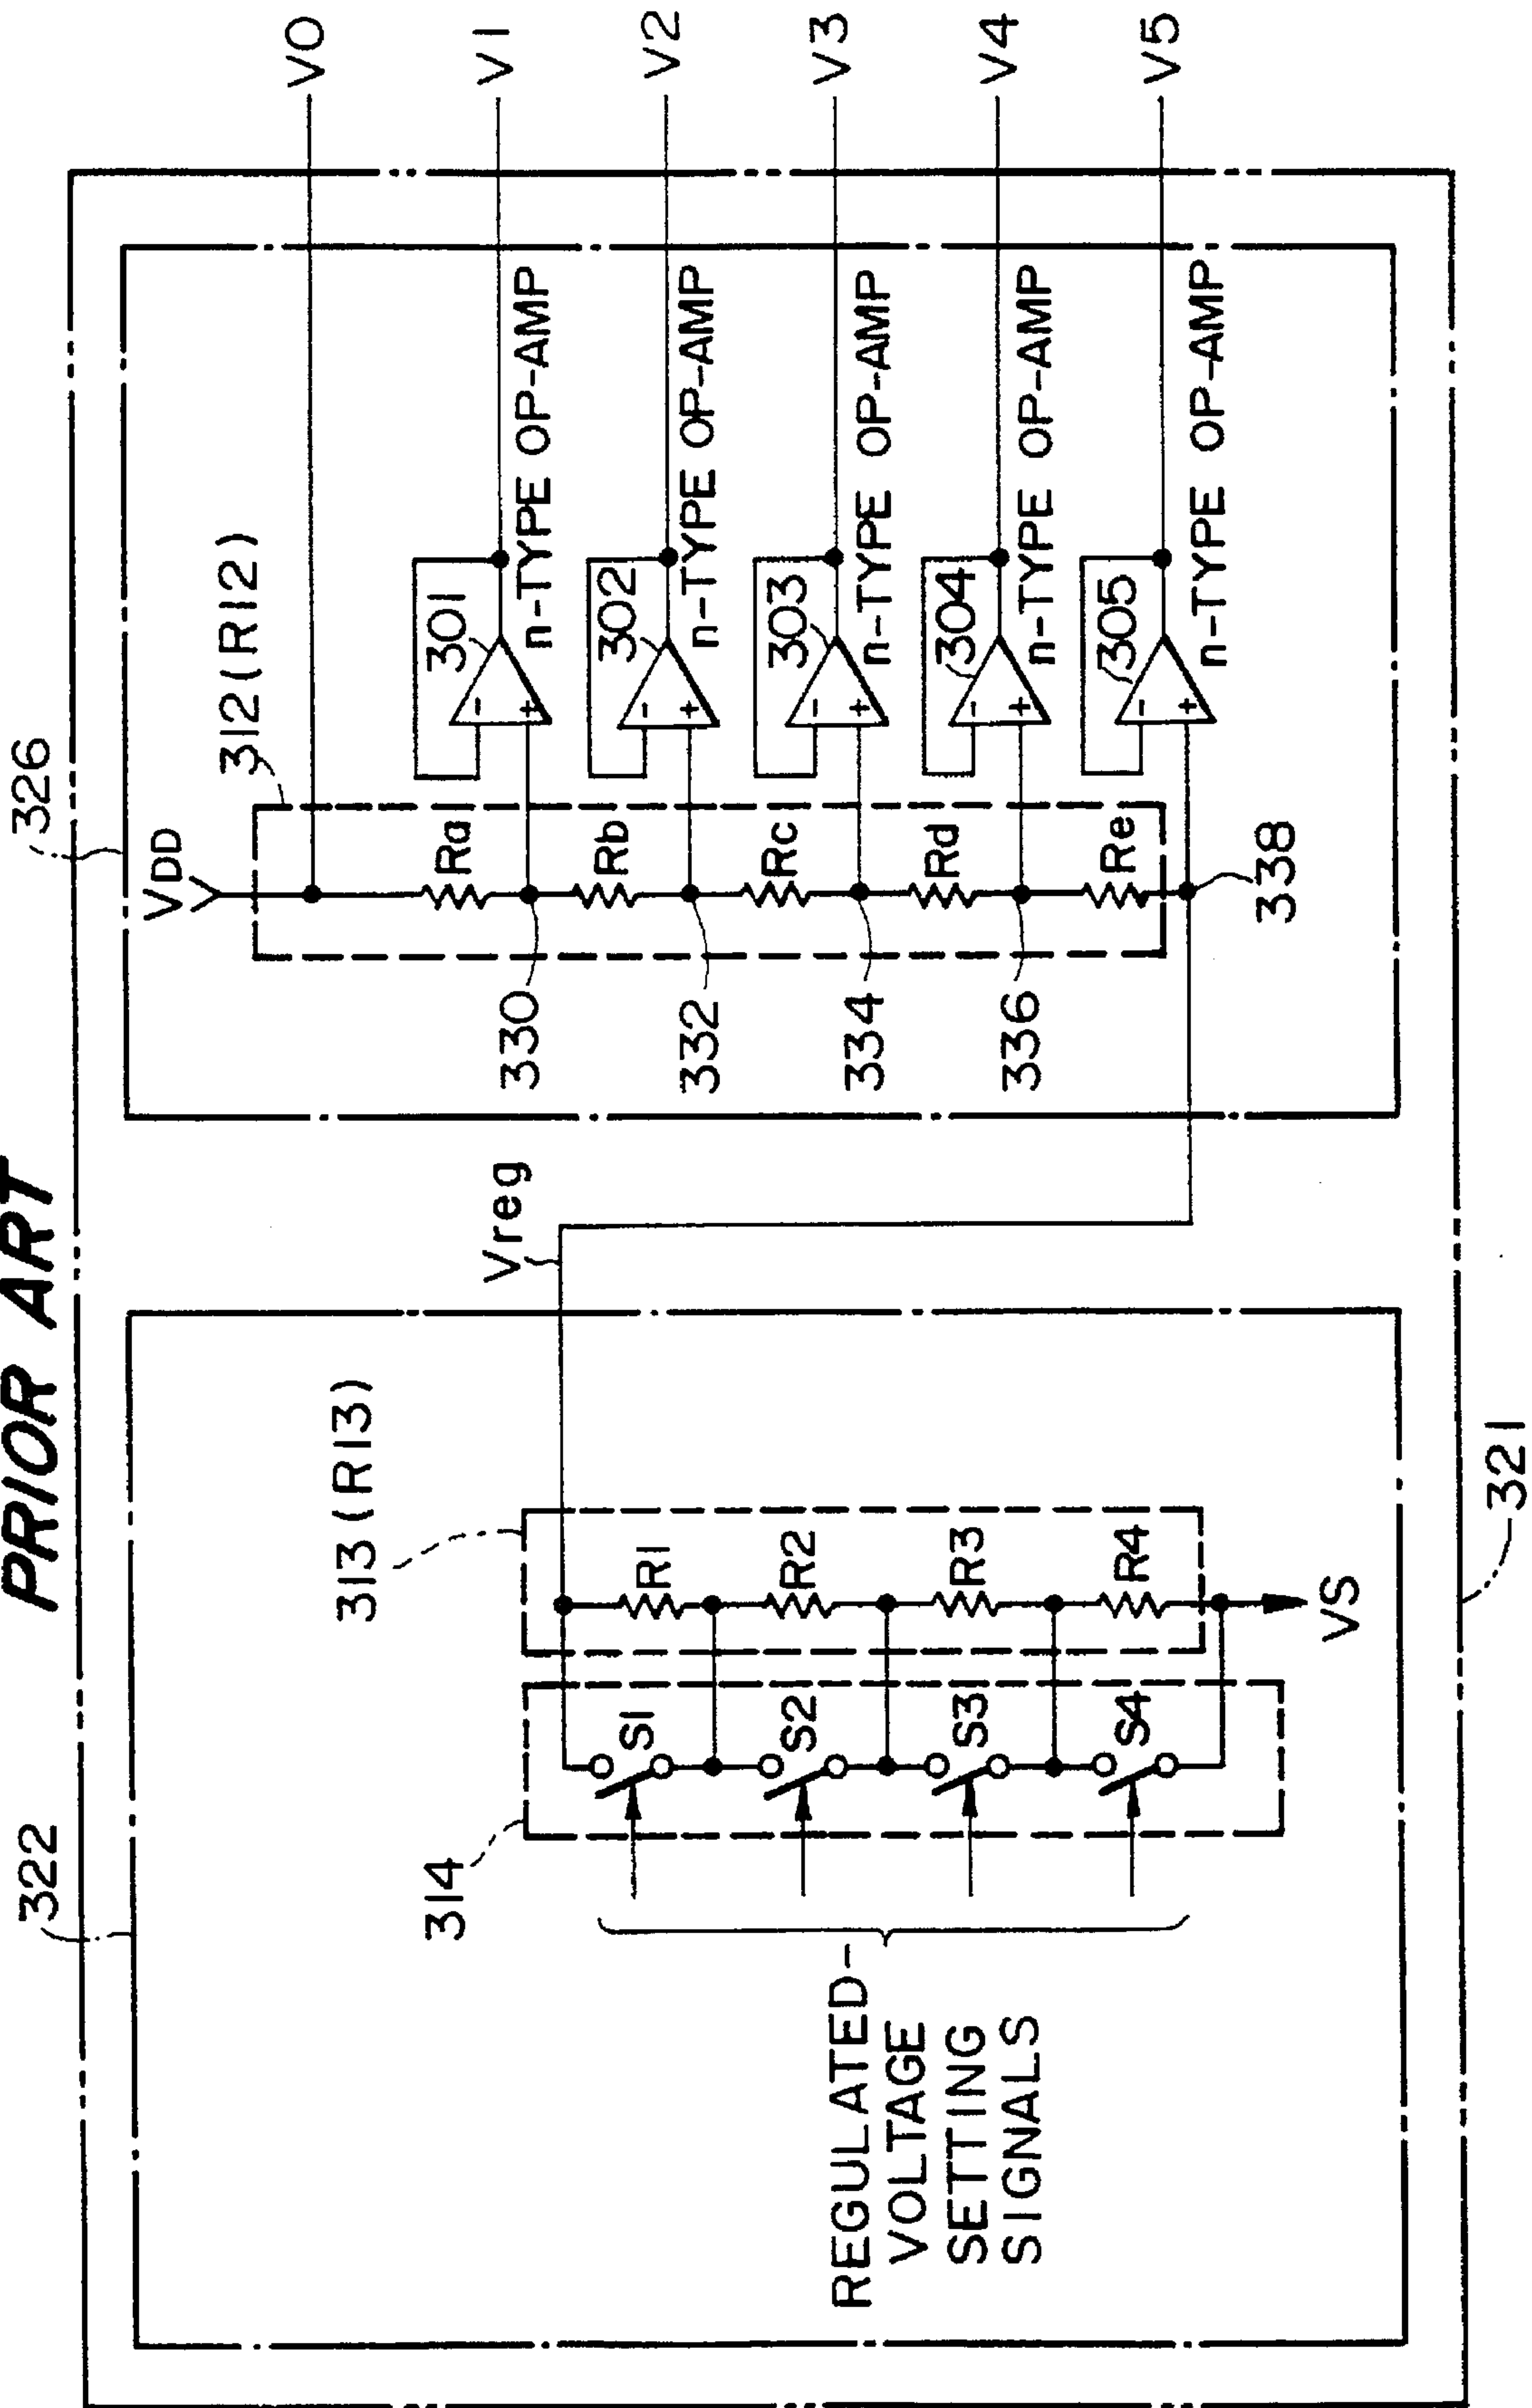 PRIOR ART
322
326
VDD
312(R12)
V0
Ra
301
n-TYPE OP-AMP
V1
330
Rb
302
n-TYPE OP-AMP
V2
332
Rc
303
n-TYPE OP-AMP
V3
334
Rd
304
n-TYPE OP-AMP
V4
336
Re
305
n-TYPE OP-AMP
V5
338
- +
- +
- +
- +
- +
Vreg
313(R13)
314
S1
R1
S2
R2
S3
R3
S4
R4
VS
REGULATED-
VOLTAGE
SETTING
SIGNALS
321